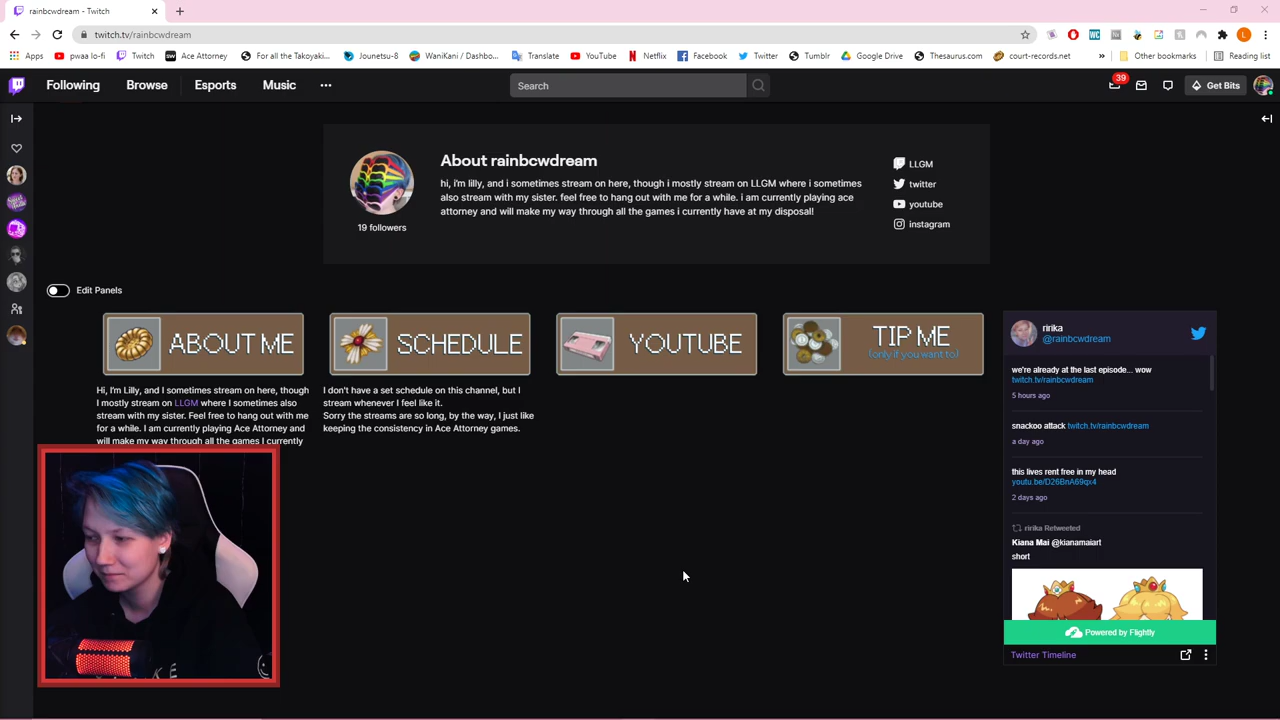 rainbcwdream - Twitch
twitch.tv/rainbcwdream
Apps
pwaa lo-fi
Twitch
Ace Attorney
For all the Takoyaki...
Jounetsu-8
WaniKani / Dashbo...
Translate
YouTube
Netflix
Facebook
Twitter
Tumblr
Google Drive
Thesaurus.com
court-records.net
Other bookmarks
Reading list
Following
Browse
Esports
Music
Search
39
Get Bits
About rainbcwdream
hi, i'm lilly, and i sometimes stream on here, though i mostly stream on LLGM where i sometimes
also stream with my sister. feel free to hang out with me for a while. i am currently playing ace
attorney and will make my way through all the games i currently have at my disposal!
19 followers
LLGM
twitter
youtube
instagram
Edit Panels
ABOUT ME
Hi, I'm Lilly, and I sometimes stream on here, though
I mostly stream on LLGM where I sometimes also
stream with my sister. Feel free to hang out with me
for a while. I am currently playing Ace Attorney and
will make my way through all the games I currently
SCHEDULE
I don't have a set schedule on this channel, but I
stream whenever I feel like it.
Sorry the streams are so long, by the way, I just like
keeping the consistency in Ace Attorney games.
YOUTUBE
TIP ME
(only if you want to)
ririka
@rainbcwdream
we're already at the last episode... wow
twitch.tv/rainbcwdream
5 hours ago
snackoo attack twitch.tv/rainbcwdream
a day ago
this lives rent free in my head
youtu.be/D26BnA69qx4
2 days ago
ririka Retweeted
Kiana Mai @kianamaiart
short
Powered by Flightly
Twitter Timeline